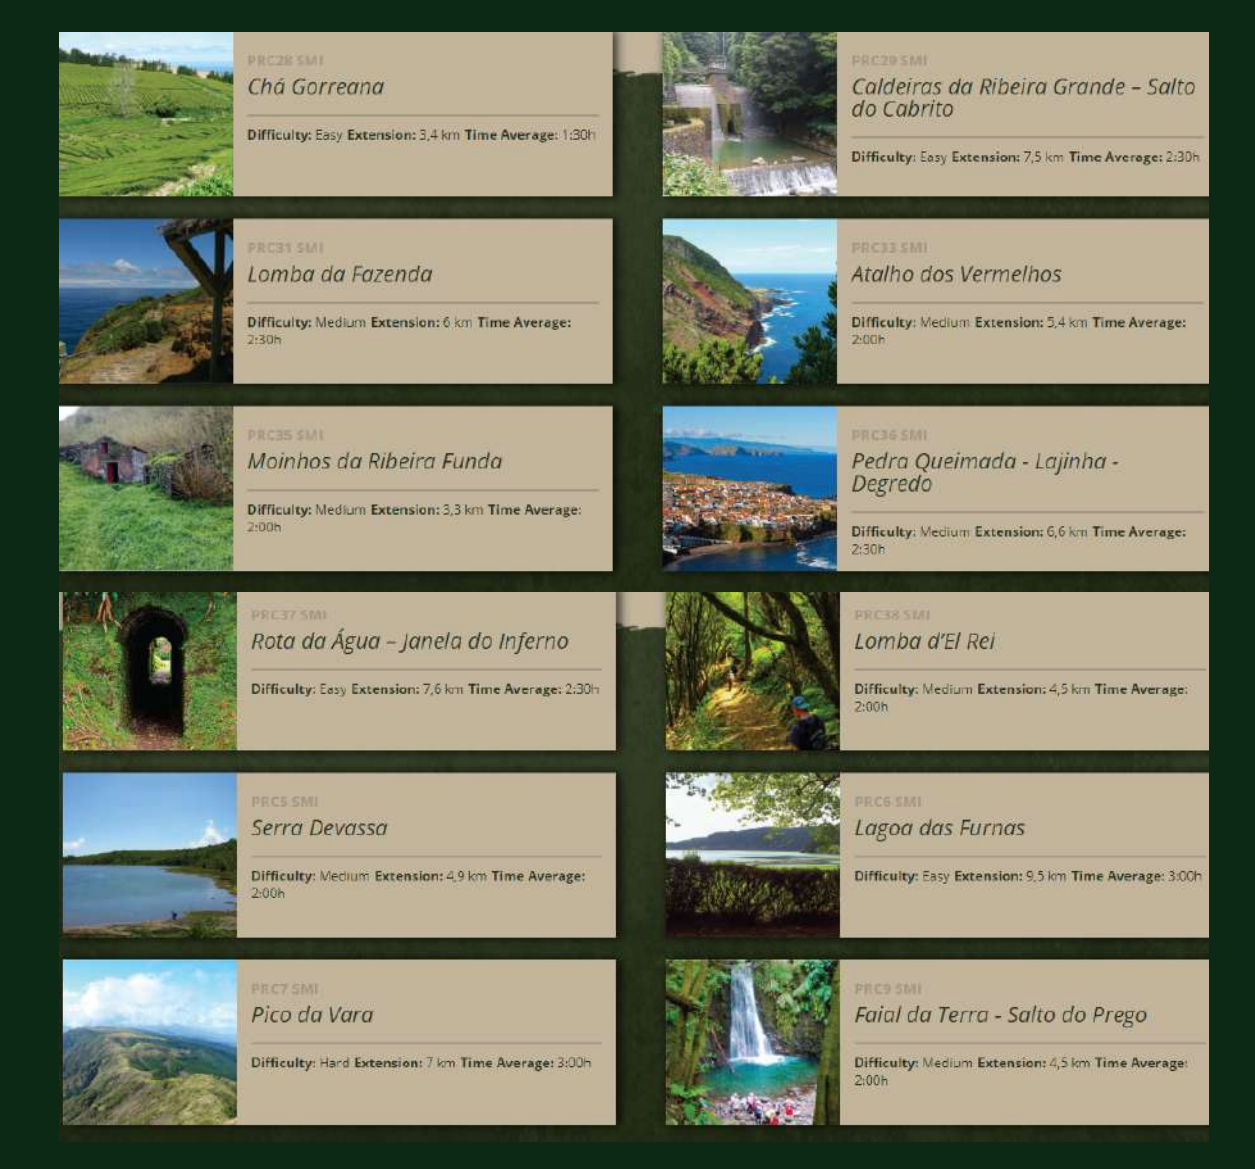 PRC28 SMI
Chá Gorreana
Difficulty: Easy Extension: 3,4 km Time Average: 1:30h
PRC29 SMI
Caldeiras da Ribeira Grande – Salto
do Cabrito
Difficulty: Easy Extension: 7,5 km Time Average: 2:30h
PRC31 SMI
Lomba da Fazenda
Difficulty: Medium Extension: 6 km Time Average:
2:30h
PRC33 SMI
Atalho dos Vermelhos
Difficulty: Medium Extension: 5,4 km Time Average:
2:00h
PRC35 SMI
Moinhos da Ribeira Funda
Difficulty: Medium Extension: 3,3 km Time Average:
2:00h
PRC36 SMI
Pedra Queimada - Lajinha -
Degredo
Difficulty: Medium Extension: 6,6 km Time Average:
2:30h
PRC37 SMI
Rota da Água – Janela do Inferno
Difficulty: Easy Extension: 7,6 km Time Average: 2:30h
PRC38 SMI
Lomba d’El Rei
Difficulty: Medium Extension: 4,5 km Time Average:
2:00h
PRC5 SMI
Serra Devassa
Difficulty: Medium Extension: 4,9 km Time Average:
2:00h
PRC6 SMI
Lagoa das Furnas
Difficulty: Easy Extension: 9,5 km Time Average: 3:00h
PRC7 SMI
Pico da Vara
Difficulty: Hard Extension: 7 km Time Average: 3:00h
PRC9 SMI
Faial da Terra - Salto do Prego
Difficulty: Medium Extension: 4,5 km Time Average:
2:00h